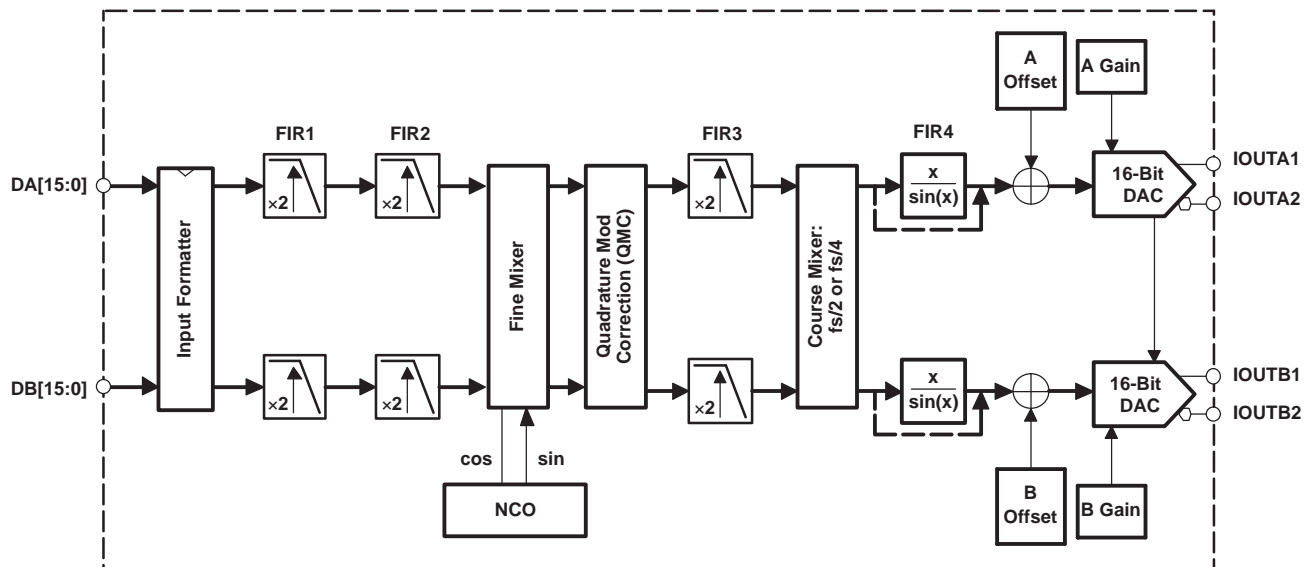 A
Offset
A Gain
FIR1
FIR2
FIR3
FIR4
DA[15:0]
×2
×2
×2
x
sin(x)
16-Bit
DAC
IOUTA1
IOUTA2
Input Formatter
Fine Mixer
Quadrature Mod
Correction (QMC)
Course Mixer:
fs/2 or fs/4
DB[15:0]
×2
×2
×2
x
sin(x)
16-Bit
DAC
IOUTB1
IOUTB2
cos
sin
NCO
B
Offset
B Gain